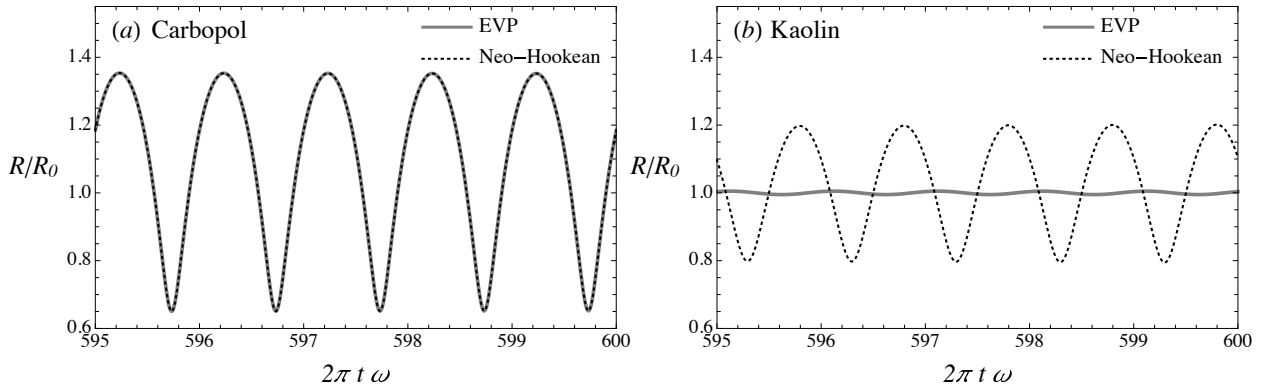 (a) Carbopol
EVP
Neo−Hookean
R/R0
1.4
1.2
1.0
0.8
0.6
595 596 597 598 599 600
2π t ω
(b) Kaolin
EVP
Neo−Hookean
R/R0
1.4
1.2
1.0
0.8
0.6
595 596 597 598 599 600
2π t ω